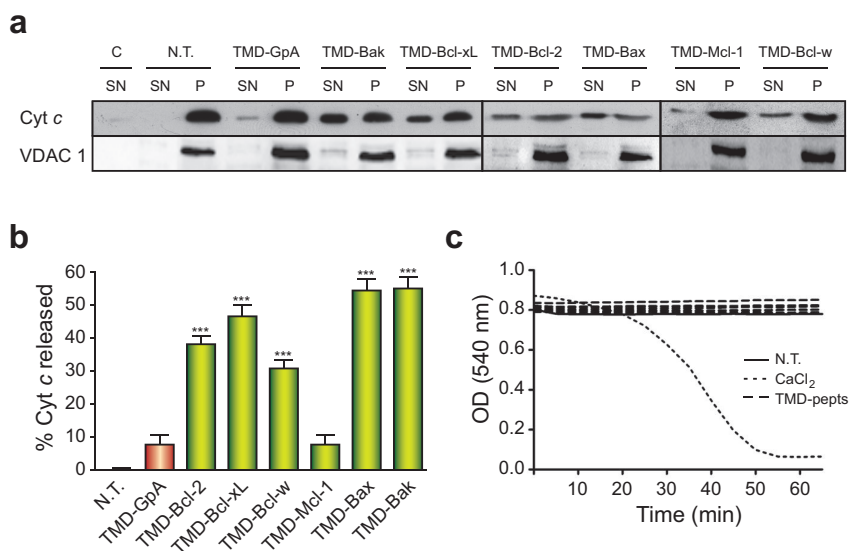 a
C N.T. TMD-GpA TMD-Bak TMD-Bcl-xL TMD-Bcl-2 TMD-Bax TMD-Mcl-1 TMD-Bcl-w
SN SN P SN P SN P SN P SN P SN P SN P SN P
Cyt c
VDAC 1
b
% Cyt c released
60
50
40
30
20
10
0
*** *** *** *** ***
N.T. TMD-GpA TMD-Bcl-2 TMD-Bcl-xL TMD-Bcl-w TMD-Mcl-1 TMD-Bax TMD-Bak
c
OD (540 nm)
1.0
0.8
0.6
0.4
0.2
0.0
N.T.
CaCl2
TMD-pepts
10 20 30 40 50 60
Time (min)